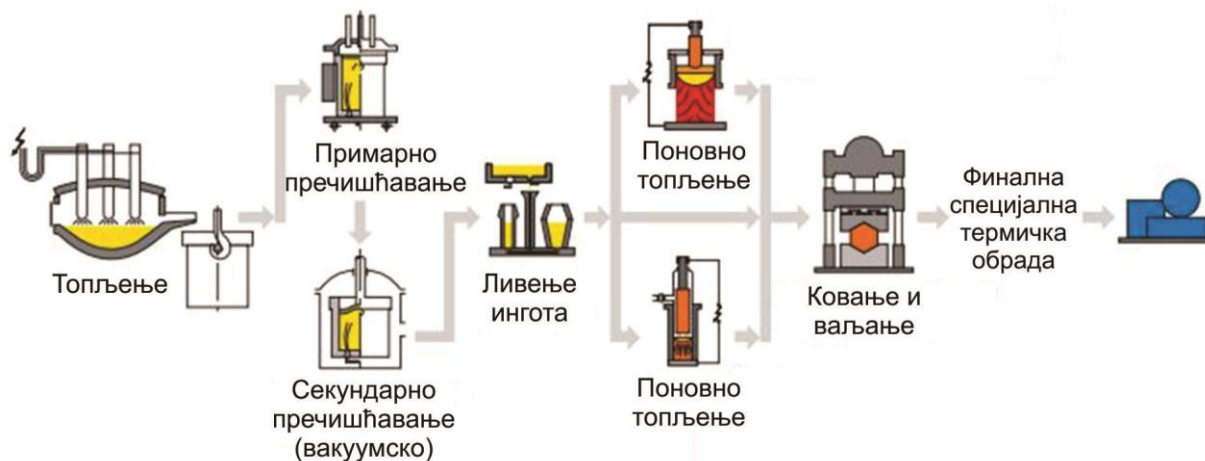 Топљење
Примарно
пречишћавање
Секундарно
пречишћавање
(вакуумско)
Ливење
ингота
Поновно
топљење
Поновно
топљење
Ковање и
ваљање
Финална
специјална
термичка
обрада